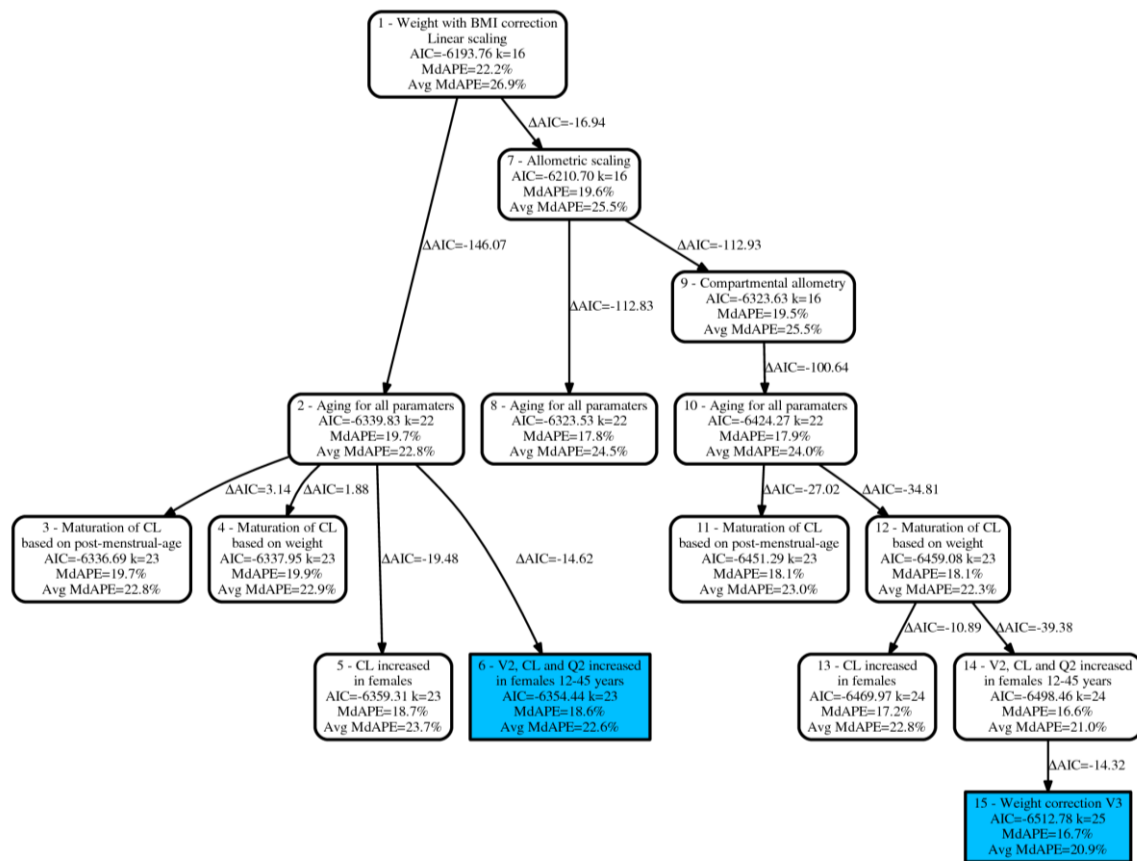 1 - Weight with BMI correction
Linear scaling
AIC=-6193.76 k=16
MdAPE=22.2%
Avg MdAPE=26.9%
ΔAIC=-16.94
7 - Allometric scaling
AIC=-6210.70 k=16
MdAPE=19.6%
Avg MdAPE=25.5%
ΔAIC=-146.07
ΔAIC=-112.93
9 - Compartmental allometry
AIC=-6323.63 k=16
MdAPE=19.5%
Avg MdAPE=25.5%
ΔAIC=-112.83
ΔAIC=-100.64
2 - Aging for all paramaters
AIC=-6339.83 k=22
MdAPE=19.7%
Avg MdAPE=22.8%
8 - Aging for all paramaters
AIC=-6323.53 k=22
MdAPE=17.8%
Avg MdAPE=24.5%
10 - Aging for all paramaters
AIC=-6424.27 k=22
MdAPE=17.9%
Avg MdAPE=24.0%
ΔAIC=3.14
ΔAIC=1.88
ΔAIC=-19.48
ΔAIC=-14.62
ΔAIC=-27.02
ΔAIC=-34.81
3 - Maturation of CL
based on post-menstrual-age
AIC=-6336.69 k=23
MdAPE=19.7%
Avg MdAPE=22.8%
4 - Maturation of CL
based on weight
AIC=-6337.95 k=23
MdAPE=19.9%
Avg MdAPE=22.9%
11 - Maturation of CL
based on post-menstrual-age
AIC=-6451.29 k=23
MdAPE=18.1%
Avg MdAPE=23.0%
12 - Maturation of CL
based on weight
AIC=-6459.08 k=23
MdAPE=18.1%
Avg MdAPE=22.3%
ΔAIC=-10.89
ΔAIC=-39.38
5 - CL increased
in females
AIC=-6359.31 k=23
MdAPE=18.7%
Avg MdAPE=23.7%
6 - V2, CL and Q2 increased
in females 12-45 years
AIC=-6354.44 k=23
MdAPE=18.6%
Avg MdAPE=22.6%
13 - CL increased
in females
AIC=-6469.97 k=24
MdAPE=17.2%
Avg MdAPE=22.8%
14 - V2, CL and Q2 increased
in females 12-45 years
AIC=-6498.46 k=24
MdAPE=16.6%
Avg MdAPE=21.0%
ΔAIC=-14.32
15 - Weight correction V3
AIC=-6512.78 k=25
MdAPE=16.7%
Avg MdAPE=20.9%